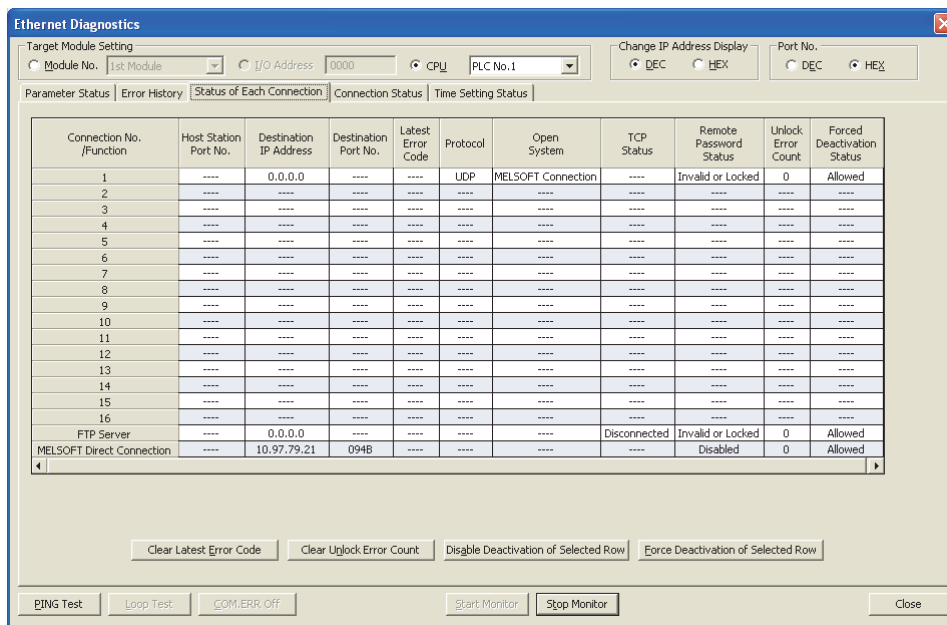 Ethernet Diagnostics
Target Module Setting
Module No. 1st Module I/O Address 0000 CPU PLC No.1
Change IP Address Display
DEC HEX
Port No.
DEC HEX
Parameter Status Error History Status of Each Connection Connection Status Time Setting Status
Connection No. /Function Host Station Port No. Destination IP Address Destination Port No. Latest Error Code Protocol Open System TCP Status Remote Password Status Unlock Error Count Forced Deactivation Status
1 ---- 0.0.0.0 ---- ---- UDP MELSOFT Connection ---- Invalid or Locked 0 Allowed
2 ---- ---- ---- ---- ---- ---- ---- ---- ---- ----
3 ---- ---- ---- ---- ---- ---- ---- ---- ---- ----
4 ---- ---- ---- ---- ---- ---- ---- ---- ---- ----
5 ---- ---- ---- ---- ---- ---- ---- ---- ---- ----
6 ---- ---- ---- ---- ---- ---- ---- ---- ---- ----
7 ---- ---- ---- ---- ---- ---- ---- ---- ---- ----
8 ---- ---- ---- ---- ---- ---- ---- ---- ---- ----
9 ---- ---- ---- ---- ---- ---- ---- ---- ---- ----
10 ---- ---- ---- ---- ---- ---- ---- ---- ---- ----
11 ---- ---- ---- ---- ---- ---- ---- ---- ---- ----
12 ---- ---- ---- ---- ---- ---- ---- ---- ---- ----
13 ---- ---- ---- ---- ---- ---- ---- ---- ---- ----
14 ---- ---- ---- ---- ---- ---- ---- ---- ---- ----
15 ---- ---- ---- ---- ---- ---- ---- ---- ---- ----
16 ---- ---- ---- ---- ---- ---- ---- ---- ---- ----
FTP Server ---- 0.0.0.0 ---- ---- ---- ---- Disconnected Invalid or Locked 0 Allowed
MELSOFT Direct Connection ---- 10.97.79.21 094B ---- ---- ---- ---- Disabled 0 Allowed
Clear Latest Error Code Clear Unlock Error Count Disable Deactivation of Selected Row Force Deactivation of Selected Row
PING Test Loop Test COM.ERR Off Start Monitor Stop Monitor Close